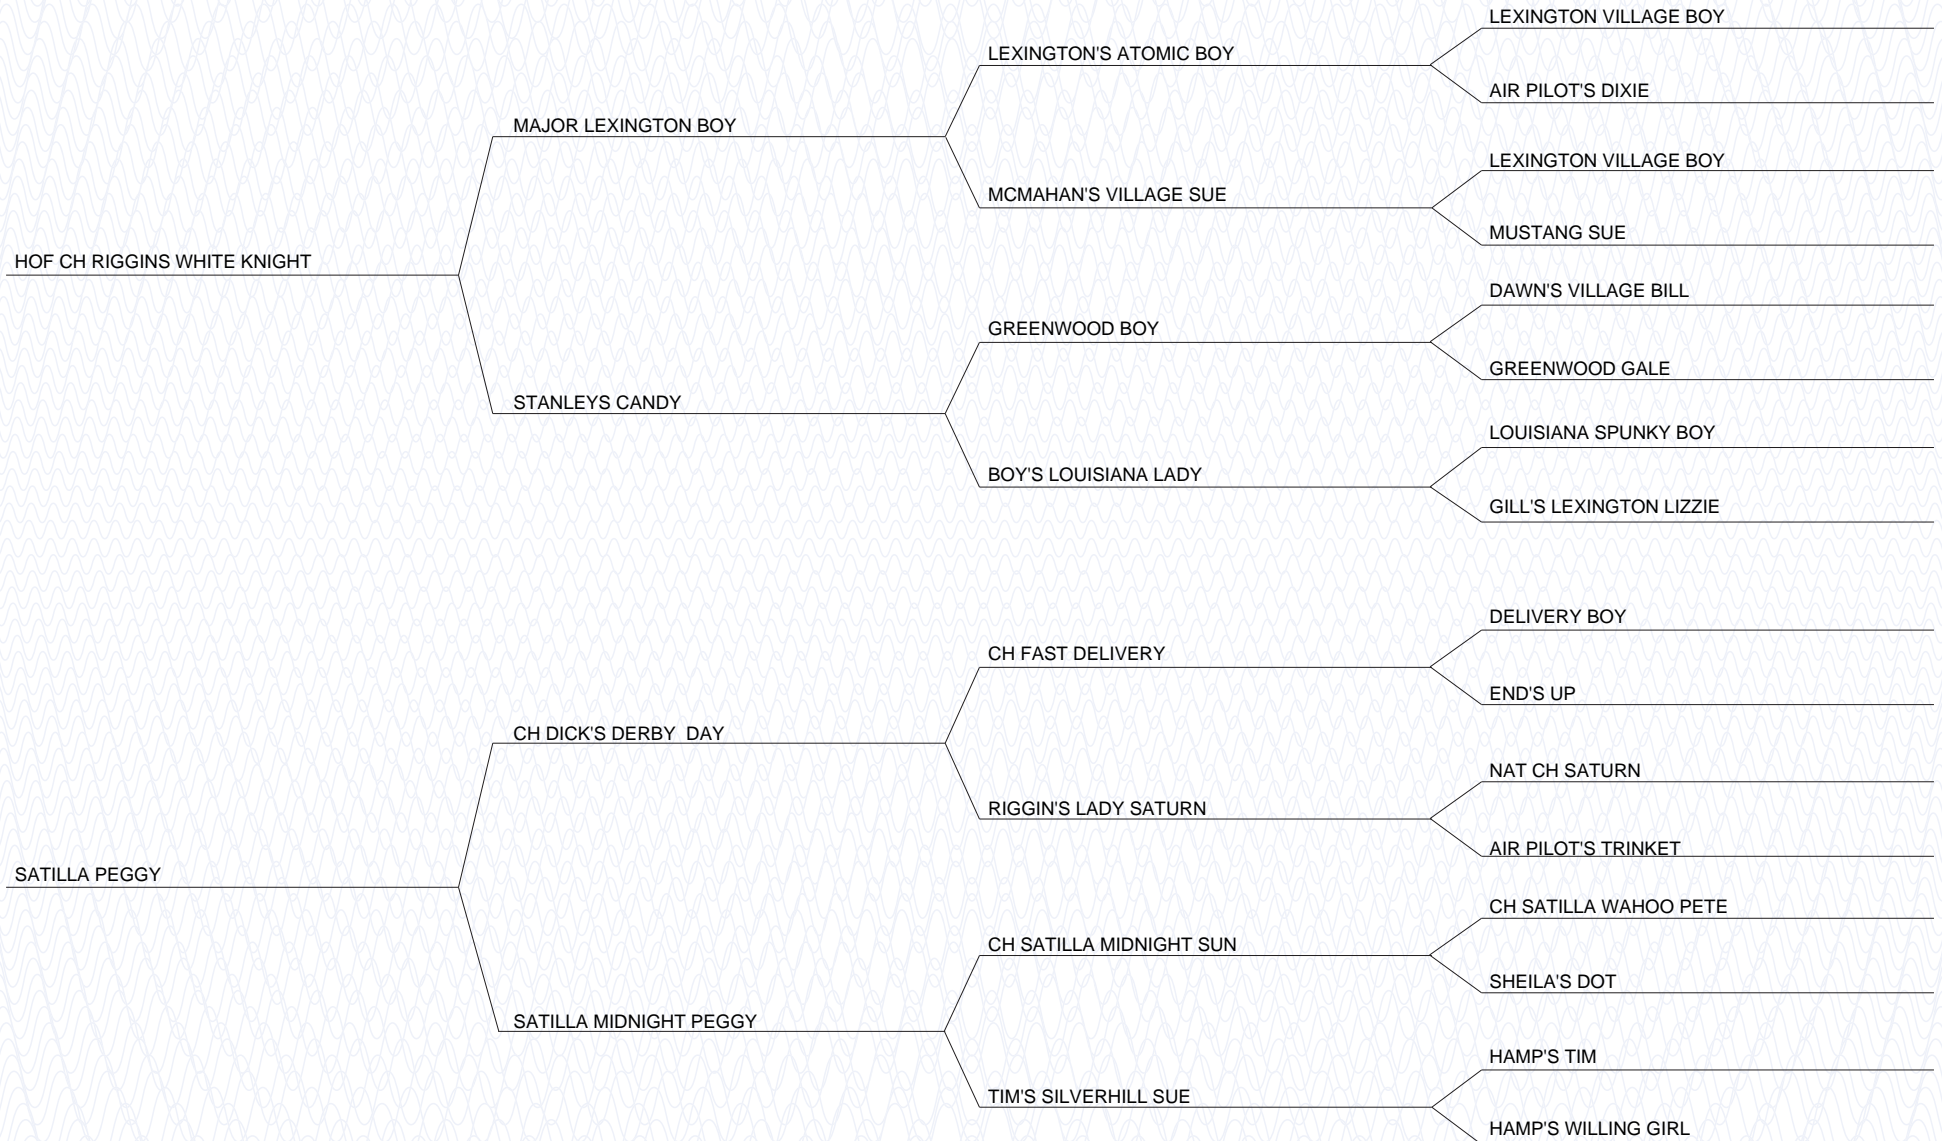 LEXINGTON VILLAGE BOY
LEXINGTON'S ATOMIC BOY
AIR PILOT'S DIXIE
MAJOR LEXINGTON BOY
LEXINGTON VILLAGE BOY
MCMAHAN'S VILLAGE SUE
MUSTANG SUE
HOF CH RIGGINS WHITE KNIGHT
DAWN'S VILLAGE BILL
GREENWOOD BOY
GREENWOOD GALE
STANLEYS CANDY
LOUISIANA SPUNKY BOY
BOY'S LOUISIANA LADY
GILL'S LEXINGTON LIZZIE
DELIVERY BOY
CH FAST DELIVERY
END'S UP
CH DICK'S DERBY  DAY
NAT CH SATURN
RIGGIN'S LADY SATURN
AIR PILOT'S TRINKET
SATILLA PEGGY
CH SATILLA WAHOO PETE
CH SATILLA MIDNIGHT SUN
SHEILA'S DOT
SATILLA MIDNIGHT PEGGY
HAMP'S TIM
TIM'S SILVERHILL SUE
HAMP'S WILLING GIRL